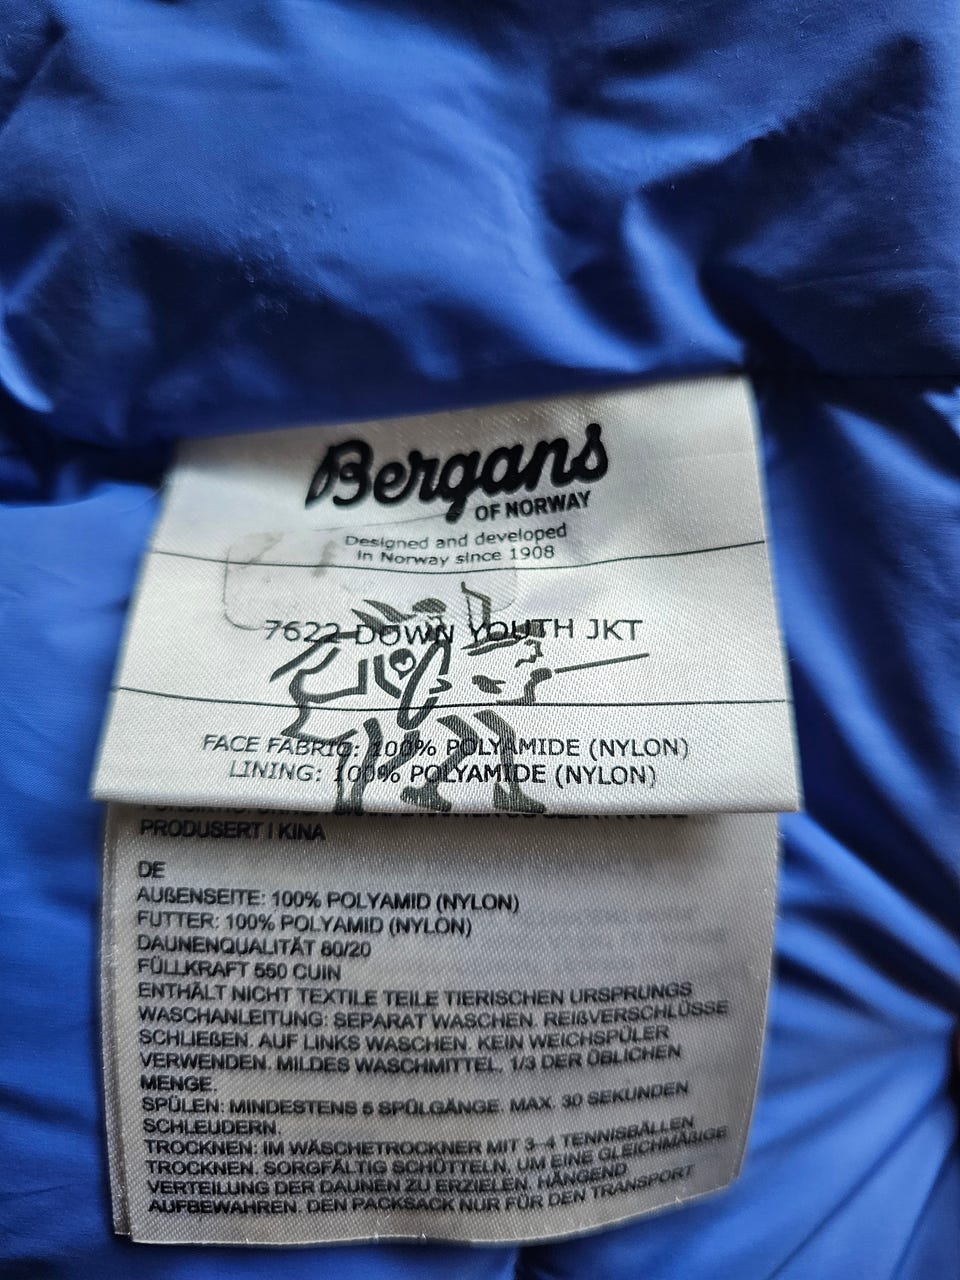 Bergans
OF NORWAY
Designed and developed
in Norway since 1908
7622 DOWN YOUTH JKT
FACE FABRIC: 100% POLYAMIDE (NYLON)
LINING: 100% POLYAMIDE (NYLON)
PRODUSERT I KINA
DE
AUßENSEITE: 100% POLYAMID (NYLON)
FUTTER: 100% POLYAMID (NYLON)
DAUNENQUALITÄT 80/20
FÜLLKRAFT 550 CUIN
ENTHÄLT NICHT TEXTILE TEILE TIERISCHEN URSPRUNGS
WASCHANLEITUNG: SEPARAT WASCHEN. REIßVERSCHLÜSSE
SCHLIEßEN. AUF LINKS WASCHEN. KEIN WEICHSPÜLER
VERWENDEN. MILDES WASCHMITTEL, 1/3 DER ÜBLICHEN
MENGE.
SPÜLEN: MINDESTENS 5 SPÜLGÄNGE. MAX. 30 SEKUNDEN
SCHLEUDERN.
TROCKNEN: IM WÄSCHETROCKNER MIT 3-4 TENNISBÄLLEN
TROCKNEN. SORGFÄLTIG SCHÜTTELN, UM EINE GLEICHMÄßIGE
VERTEILUNG DER DAUNEN ZU ERZIELEN. HÄNGEND
AUFBEWAHREN. DEN PACKSACK NUR FÜR DEN TRANSPORT